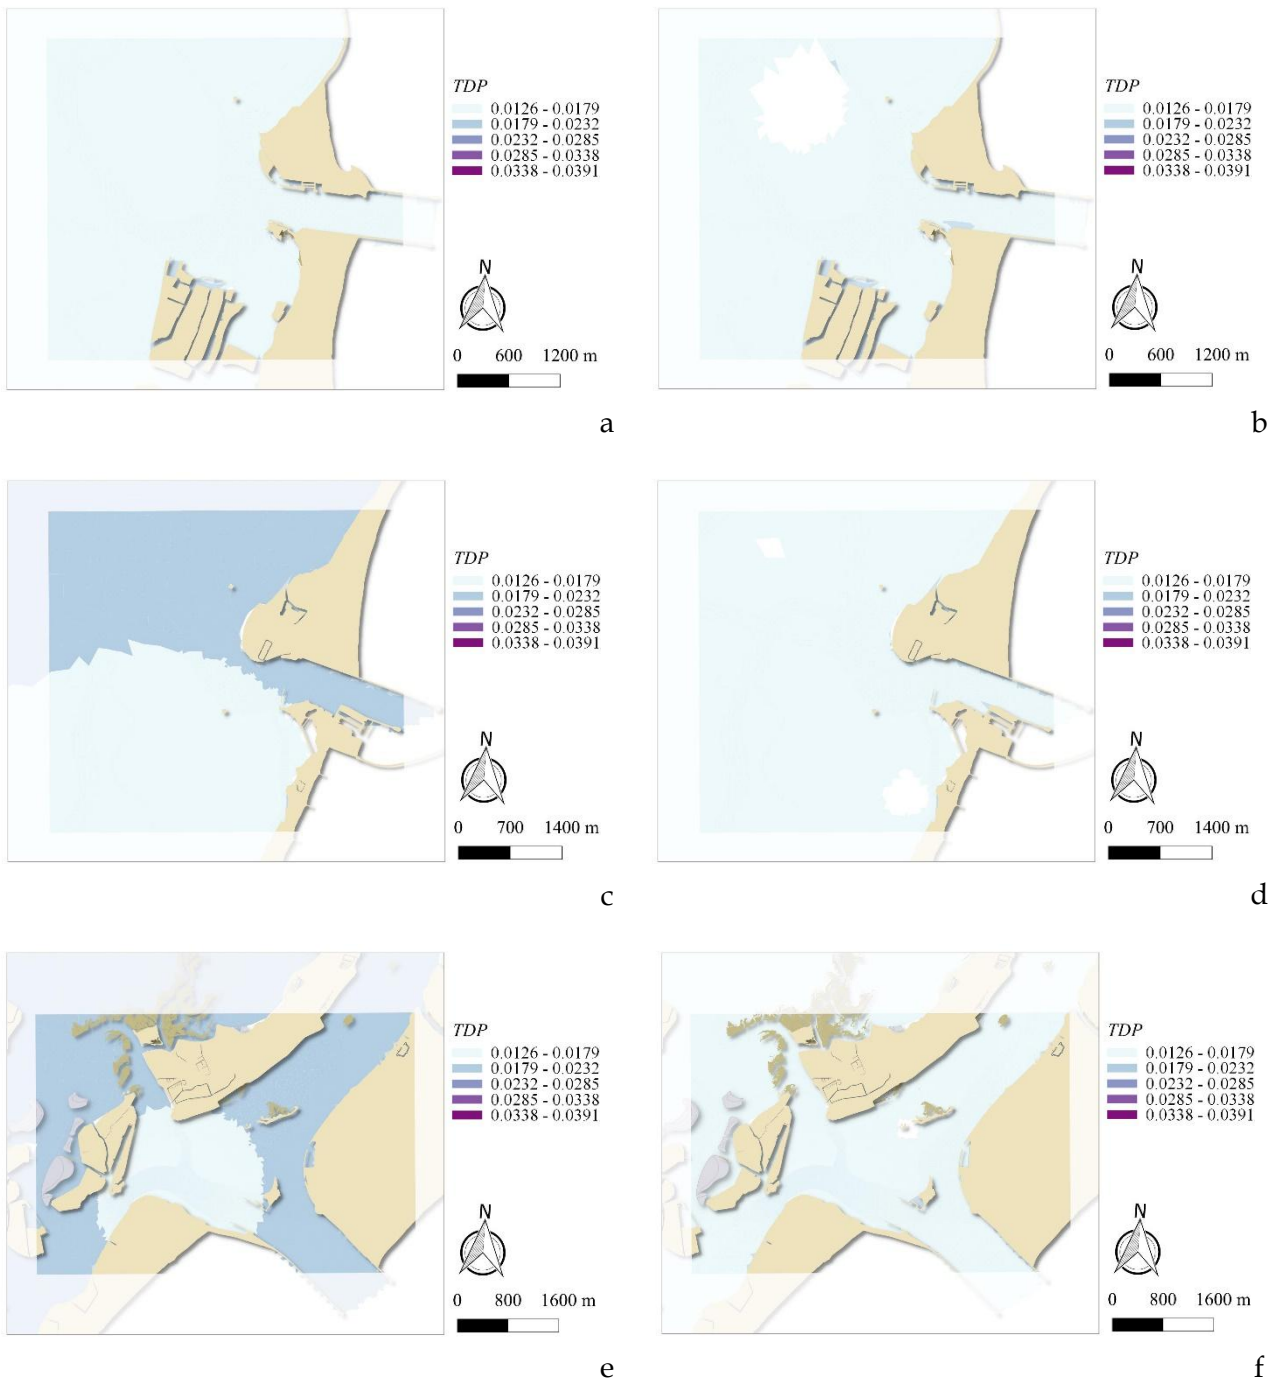 TDP
0.0126 - 0.0179
0.0179 - 0.0232
0.0232 - 0.0285
0.0285 - 0.0338
0.0338 - 0.0391
N
0 600 1200 m
a
TDP
0.0126 - 0.0179
0.0179 - 0.0232
0.0232 - 0.0285
0.0285 - 0.0338
0.0338 - 0.0391
N
0 600 1200 m
b
TDP
0.0126 - 0.0179
0.0179 - 0.0232
0.0232 - 0.0285
0.0285 - 0.0338
0.0338 - 0.0391
N
0 700 1400 m
c
TDP
0.0126 - 0.0179
0.0179 - 0.0232
0.0232 - 0.0285
0.0285 - 0.0338
0.0338 - 0.0391
N
0 700 1400 m
d
TDP
0.0126 - 0.0179
0.0179 - 0.0232
0.0232 - 0.0285
0.0285 - 0.0338
0.0338 - 0.0391
N
0 800 1600 m
e
TDP
0.0126 - 0.0179
0.0179 - 0.0232
0.0232 - 0.0285
0.0285 - 0.0338
0.0338 - 0.0391
N
0 800 1600 m
f